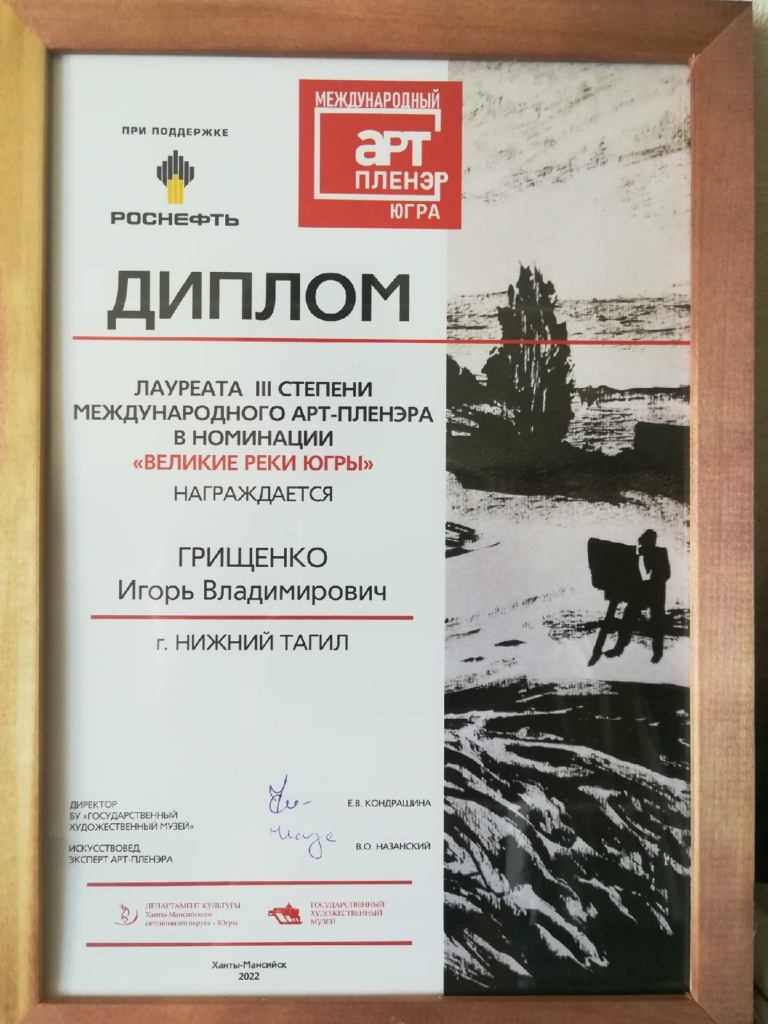 ПРИ ПОДДЕРЖКЕ
РОСНЕФТЬ
МЕЖДУНАРОДНЫЙ
АРТ
ПЛЕНЭР
ЮГРА
ДИПЛОМ
ЛАУРЕАТА III СТЕПЕНИ
МЕЖДУНАРОДНОГО АРТ-ПЛЕНЭРА
В НОМИНАЦИИ
«ВЕЛИКИЕ РЕКИ ЮГРЫ»
НАГРАЖДАЕТСЯ
ГРИЩЕНКО
Игорь Владимирович
г. НИЖНИЙ ТАГИЛ
ДИРЕКТОР
БУ «ГОСУДАРСТВЕННЫЙ
ХУДОЖЕСТВЕННЫЙ МУЗЕЙ»
Е.В. КОНДРАШИНА
ИСКУССТВОВЕД,
ЭКСПЕРТ АРТ-ПЛЕНЭРА
В.О. НАЗАНСКИЙ
ДЕПАРТАМЕНТ КУЛЬТУРЫ
Ханты-Мансийского
автономного округа – Югры
ГОСУДАРСТВЕННЫЙ
ХУДОЖЕСТВЕННЫЙ
МУЗЕЙ
Ханты-Мансийск
2022